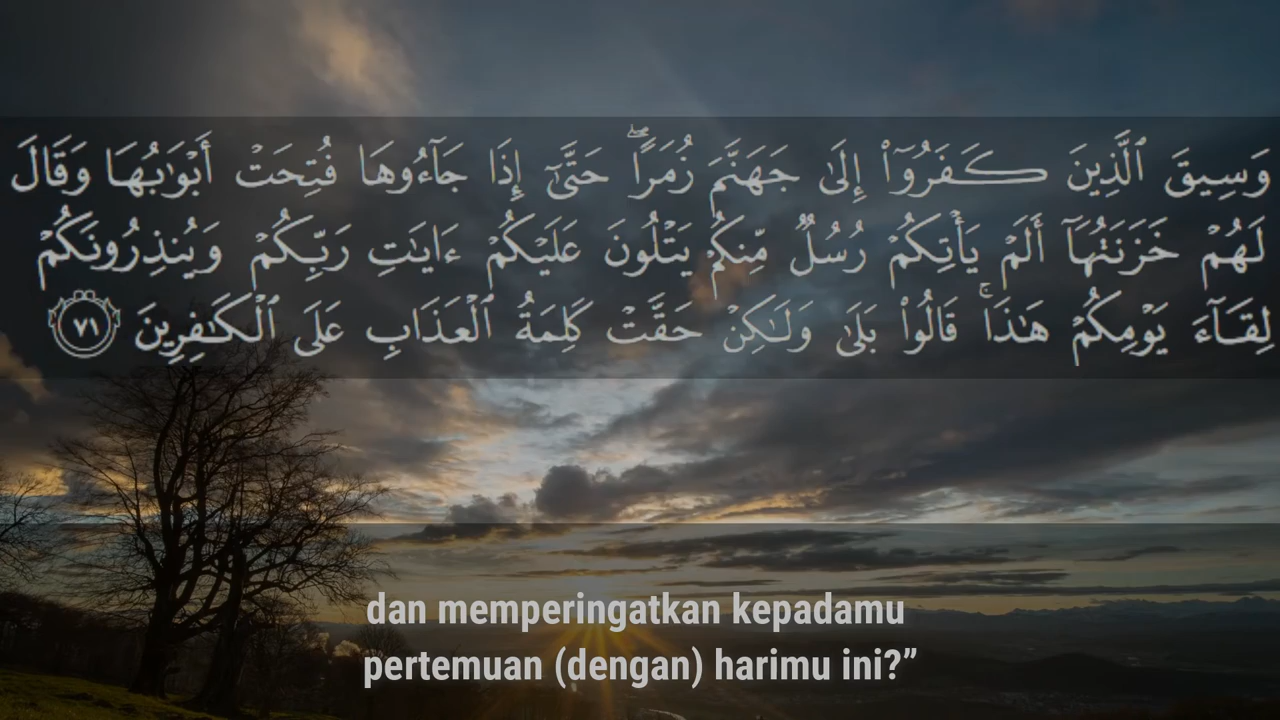 وَسِيقَ ٱلَّذِينَ كَفَرُوٓا۟ إِلَىٰ جَهَنَّمَ زُمَرًا ۖ حَتَّىٰٓ إِذَا جَآءُوهَا فُتِحَتْ أَبْوَٰبُهَا وَقَالَ
لَهُمْ خَزَنَتُهَآ أَلَمْ يَأْتِكُمْ رُسُلٌ مِّنكُمْ يَتْلُونَ عَلَيْكُمْ ءَايَٰتِ رَبِّكُمْ وَيُنذِرُونَكُمْ
لِقَآءَ يَوْمِكُمْ هَٰذَا ۚ قَالُوا۟ بَلَىٰ وَلَٰكِنْ حَقَّتْ كَلِمَةُ ٱلْعَذَابِ عَلَى ٱلْكَٰفِرِينَ ٧١
dan memperingatkan kepadamu
pertemuan (dengan) harimu ini?”